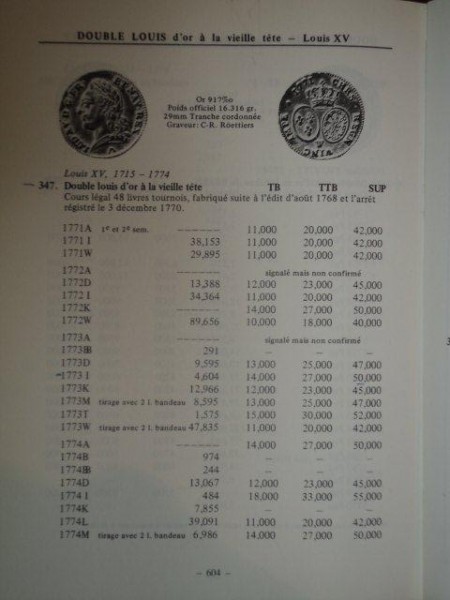 DOUBLE LOUIS d'or à la vieille tête — Louis XV
Or 917‰
Poids officiel 16.316 gr.
29mm Tranche cordonnée
Graveur: C-R. Röettiers
Louis XV, 1715 – 1774
347. Double louis d'or à la vieille tête TB TTB SUP
Cours légal 48 livres tournois, fabriqué suite à l'édit d'août 1768 et l'arrêt
régistré le 3 décembre 1770.
1771A 1e et 2e sem. ------ 11,000 20,000 42,000
1771 I 38,153 11,000 20,000 42,000
1771W 29,895 11,000 20,000 42,000
1772A ------ signalé mais non confirmé
1772D 13,388 12,000 23,000 45,000
1772 I 34,364 11,000 20,000 42,000
1772K ------ 14,000 27,000 50,000
1772W 89,656 10,000 18,000 40,000
1773A ------ signalé mais non confirmé
1773BB 291 – – –
1773D 9,595 13,000 25,000 47,000
1773 I 4,604 14,000 27,000 50,000
1773K 12,966 12,000 23,000 45,000
1773M tirage avec 2 l. bandeau 8,595 13,000 25,000 47,000
1773T 1,575 15,000 30,000 52,000
1773W tirage avec 2 l. bandeau 47,835 11,000 20,000 42,000
1774A ------ 14,000 27,000 50,000
1774B 974 – – –
1774BB 244 – – –
1774D 13,067 12,000 23,000 45,000
1774 I 484 18,000 33,000 55,000
1774K 7,855 – – –
1774L 39,091 11,000 20,000 42,000
1774M tirage avec 2 l. bandeau 6,986 14,000 27,000 50,000
– 604 –